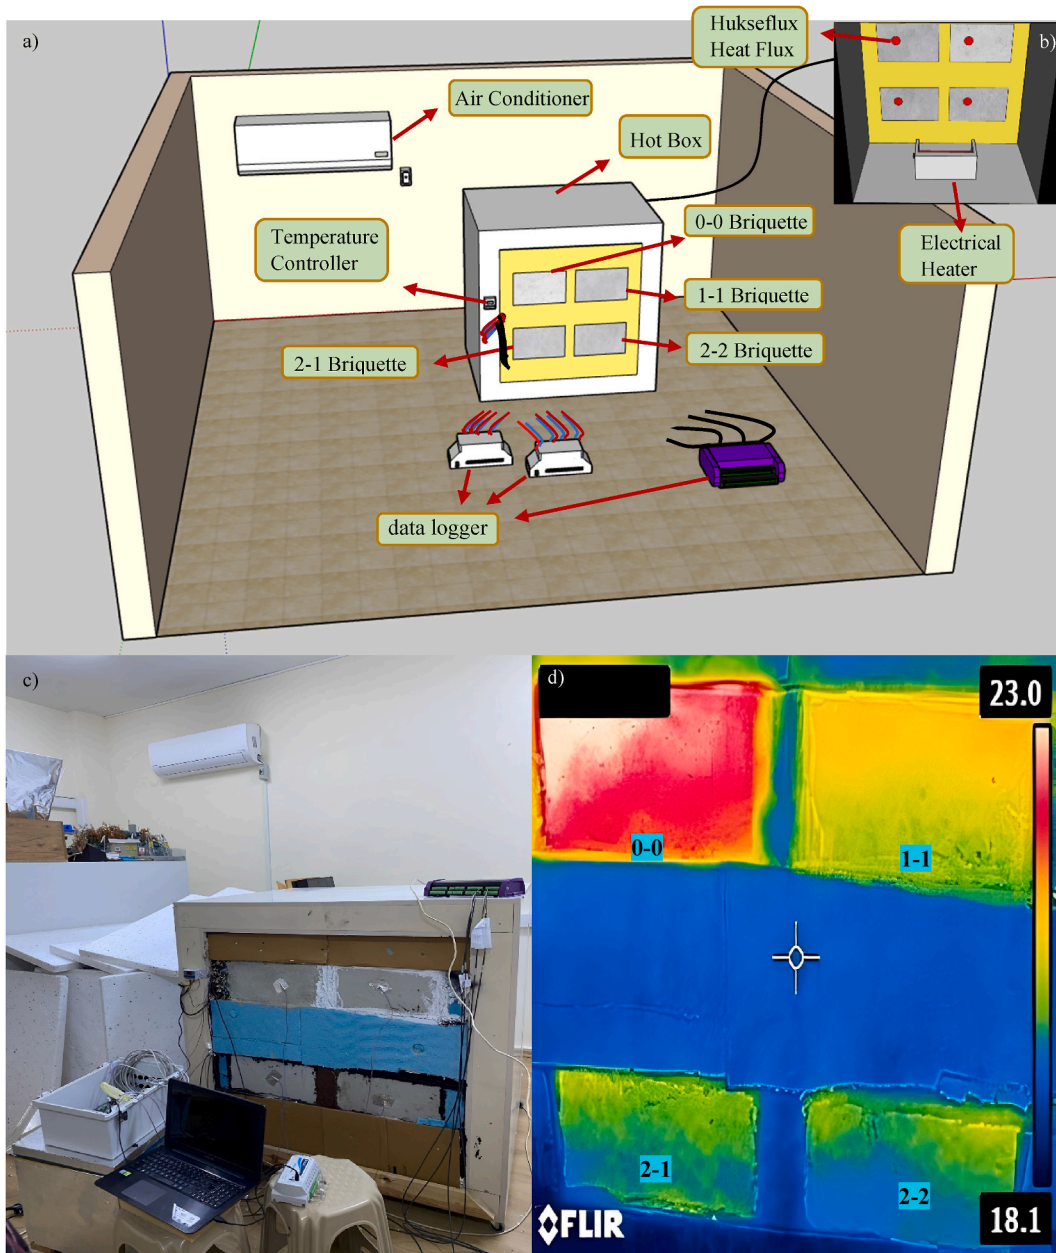 a)
Hukseflux
Heat Flux
b)
Air Conditioner
Hot Box
0-0 Briquette
Temperature
Controller
Electrical
Heater
1-1 Briquette
2-1 Briquette
2-2 Briquette
data logger
c)
d)
23.0
0-0
1-1
2-1
2-2
FLIR
18.1